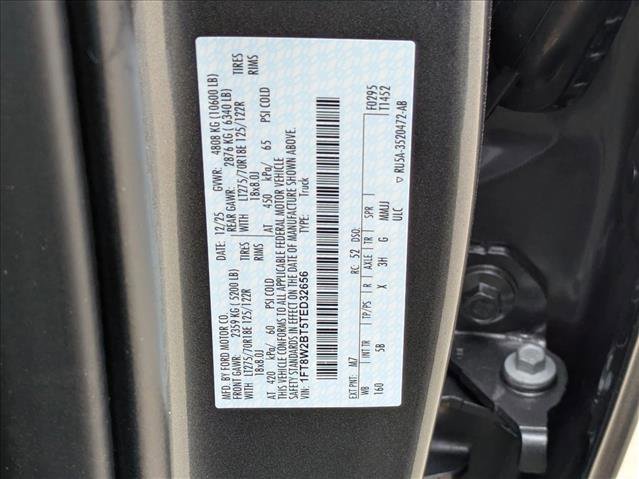 MFD. BY FORD MOTOR CO.
DATE: 12/25 GVWR: 4808 KG (10600 LB)
FRONT GAWR: 2359 KG ( 5200 LB) REAR GAWR: 2876 KG ( 6340 LB)
WITH LT275/70R18E 125/122R TIRES WITH LT275/70R18E 125/122R TIRES
18x8.0J RIMS 18x8.0J RIMS
AT 420 kPa/ 60 PSI COLD AT 450 kPa/ 65 PSI COLD
THIS VEHICLE CONFORMS TO ALL APPLICABLE FEDERAL MOTOR VEHICLE
SAFETY STANDARDS IN EFFECT ON THE DATE OF MANUFACTURE SHOWN ABOVE.
VIN: 1FT8W2BT5TED32656
TYPE: Truck
F0295
T1452
EXT PNT: M7 RC: 52 DSO:
WB INT TR TP/PS R AXLE TR SPR
160 5B X 3H G MMJJ
ULC
▽ RU5A-3520472-AB